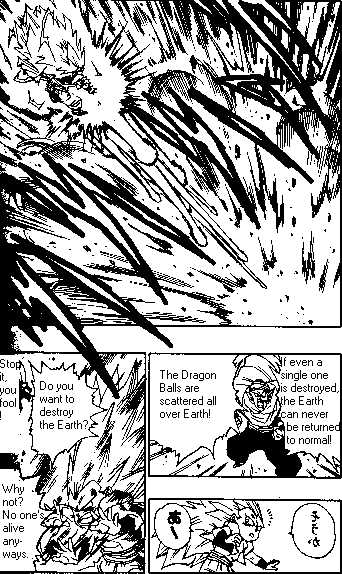 Stop
it,
you
fool
!
Do you
want to
destroy
the Earth?
Why
not?
No one
alive
any-
ways.
The Dragon
Balls are
scattered all
over Earth!
If even a
single one
is destroyed,
the Earth
can never
be returned
to normal!
あ~